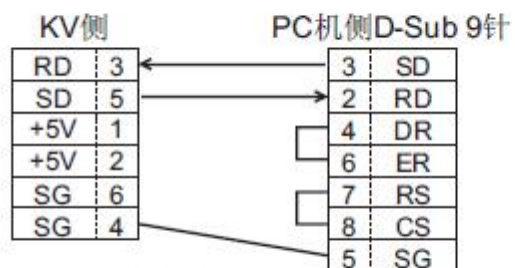 KV侧 PC机侧D-Sub 9针
RD 3 3 SD
SD 5 2 RD
+5V 1 4 DR
+5V 2 6 ER
SG 6 7 RS
SG 4 8 CS
5 SG